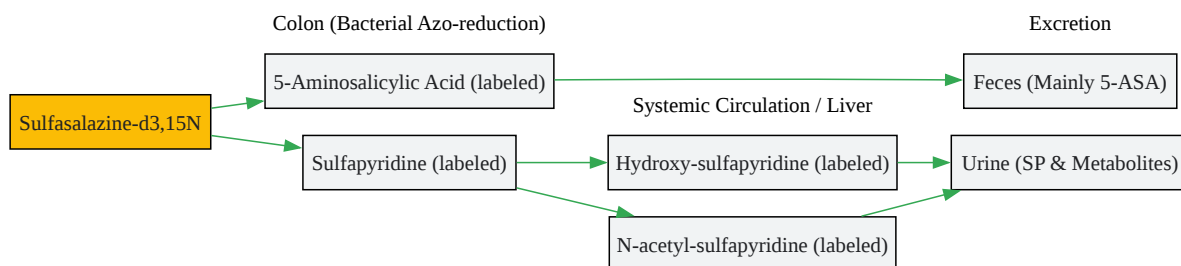 Colon (Bacterial Azo-reduction)
Excretion
5-Aminosalicylic Acid (labeled)
Feces (Mainly 5-ASA)
Systemic Circulation / Liver
Sulfasalazine-d3,15N
Sulfapyridine (labeled)
Hydroxy-sulfapyridine (labeled)
Urine (SP & Metabolites)
N-acetyl-sulfapyridine (labeled)